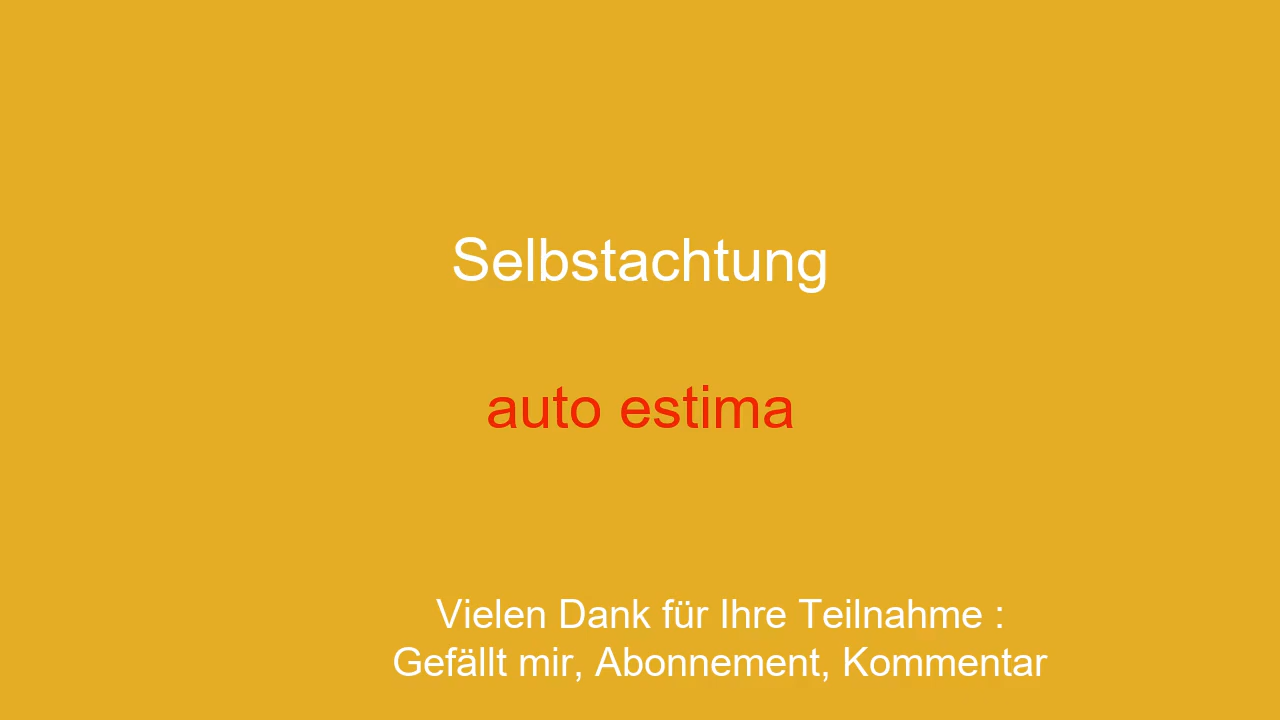 Selbstachtung
auto estima
Vielen Dank für Ihre Teilnahme :
Gefällt mir, Abonnement, Kommentar